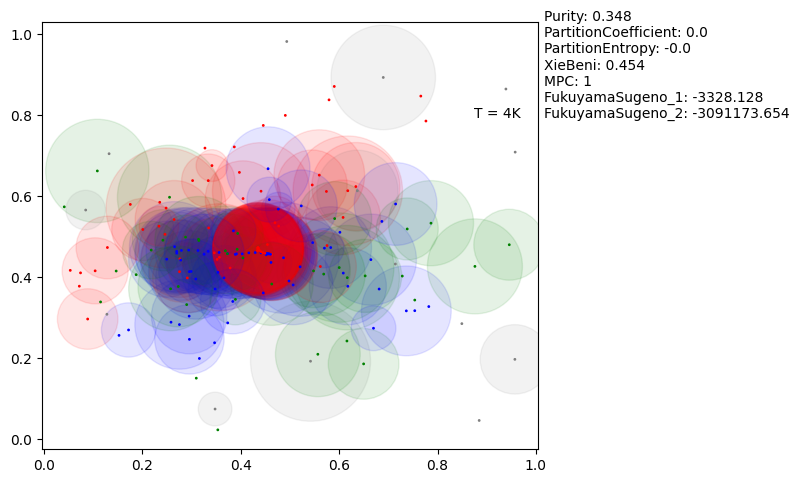 Purity: 0.348
PartitionCoefficient: 0.0
PartitionEntropy: -0.0
XieBeni: 0.454
MPC: 1
FukuyamaSugeno_1: -3328.128
FukuyamaSugeno_2: -3091173.654
T = 4K
1.0
0.8
0.6
0.4
0.2
0.0
0.0 0.2 0.4 0.6 0.8 1.0